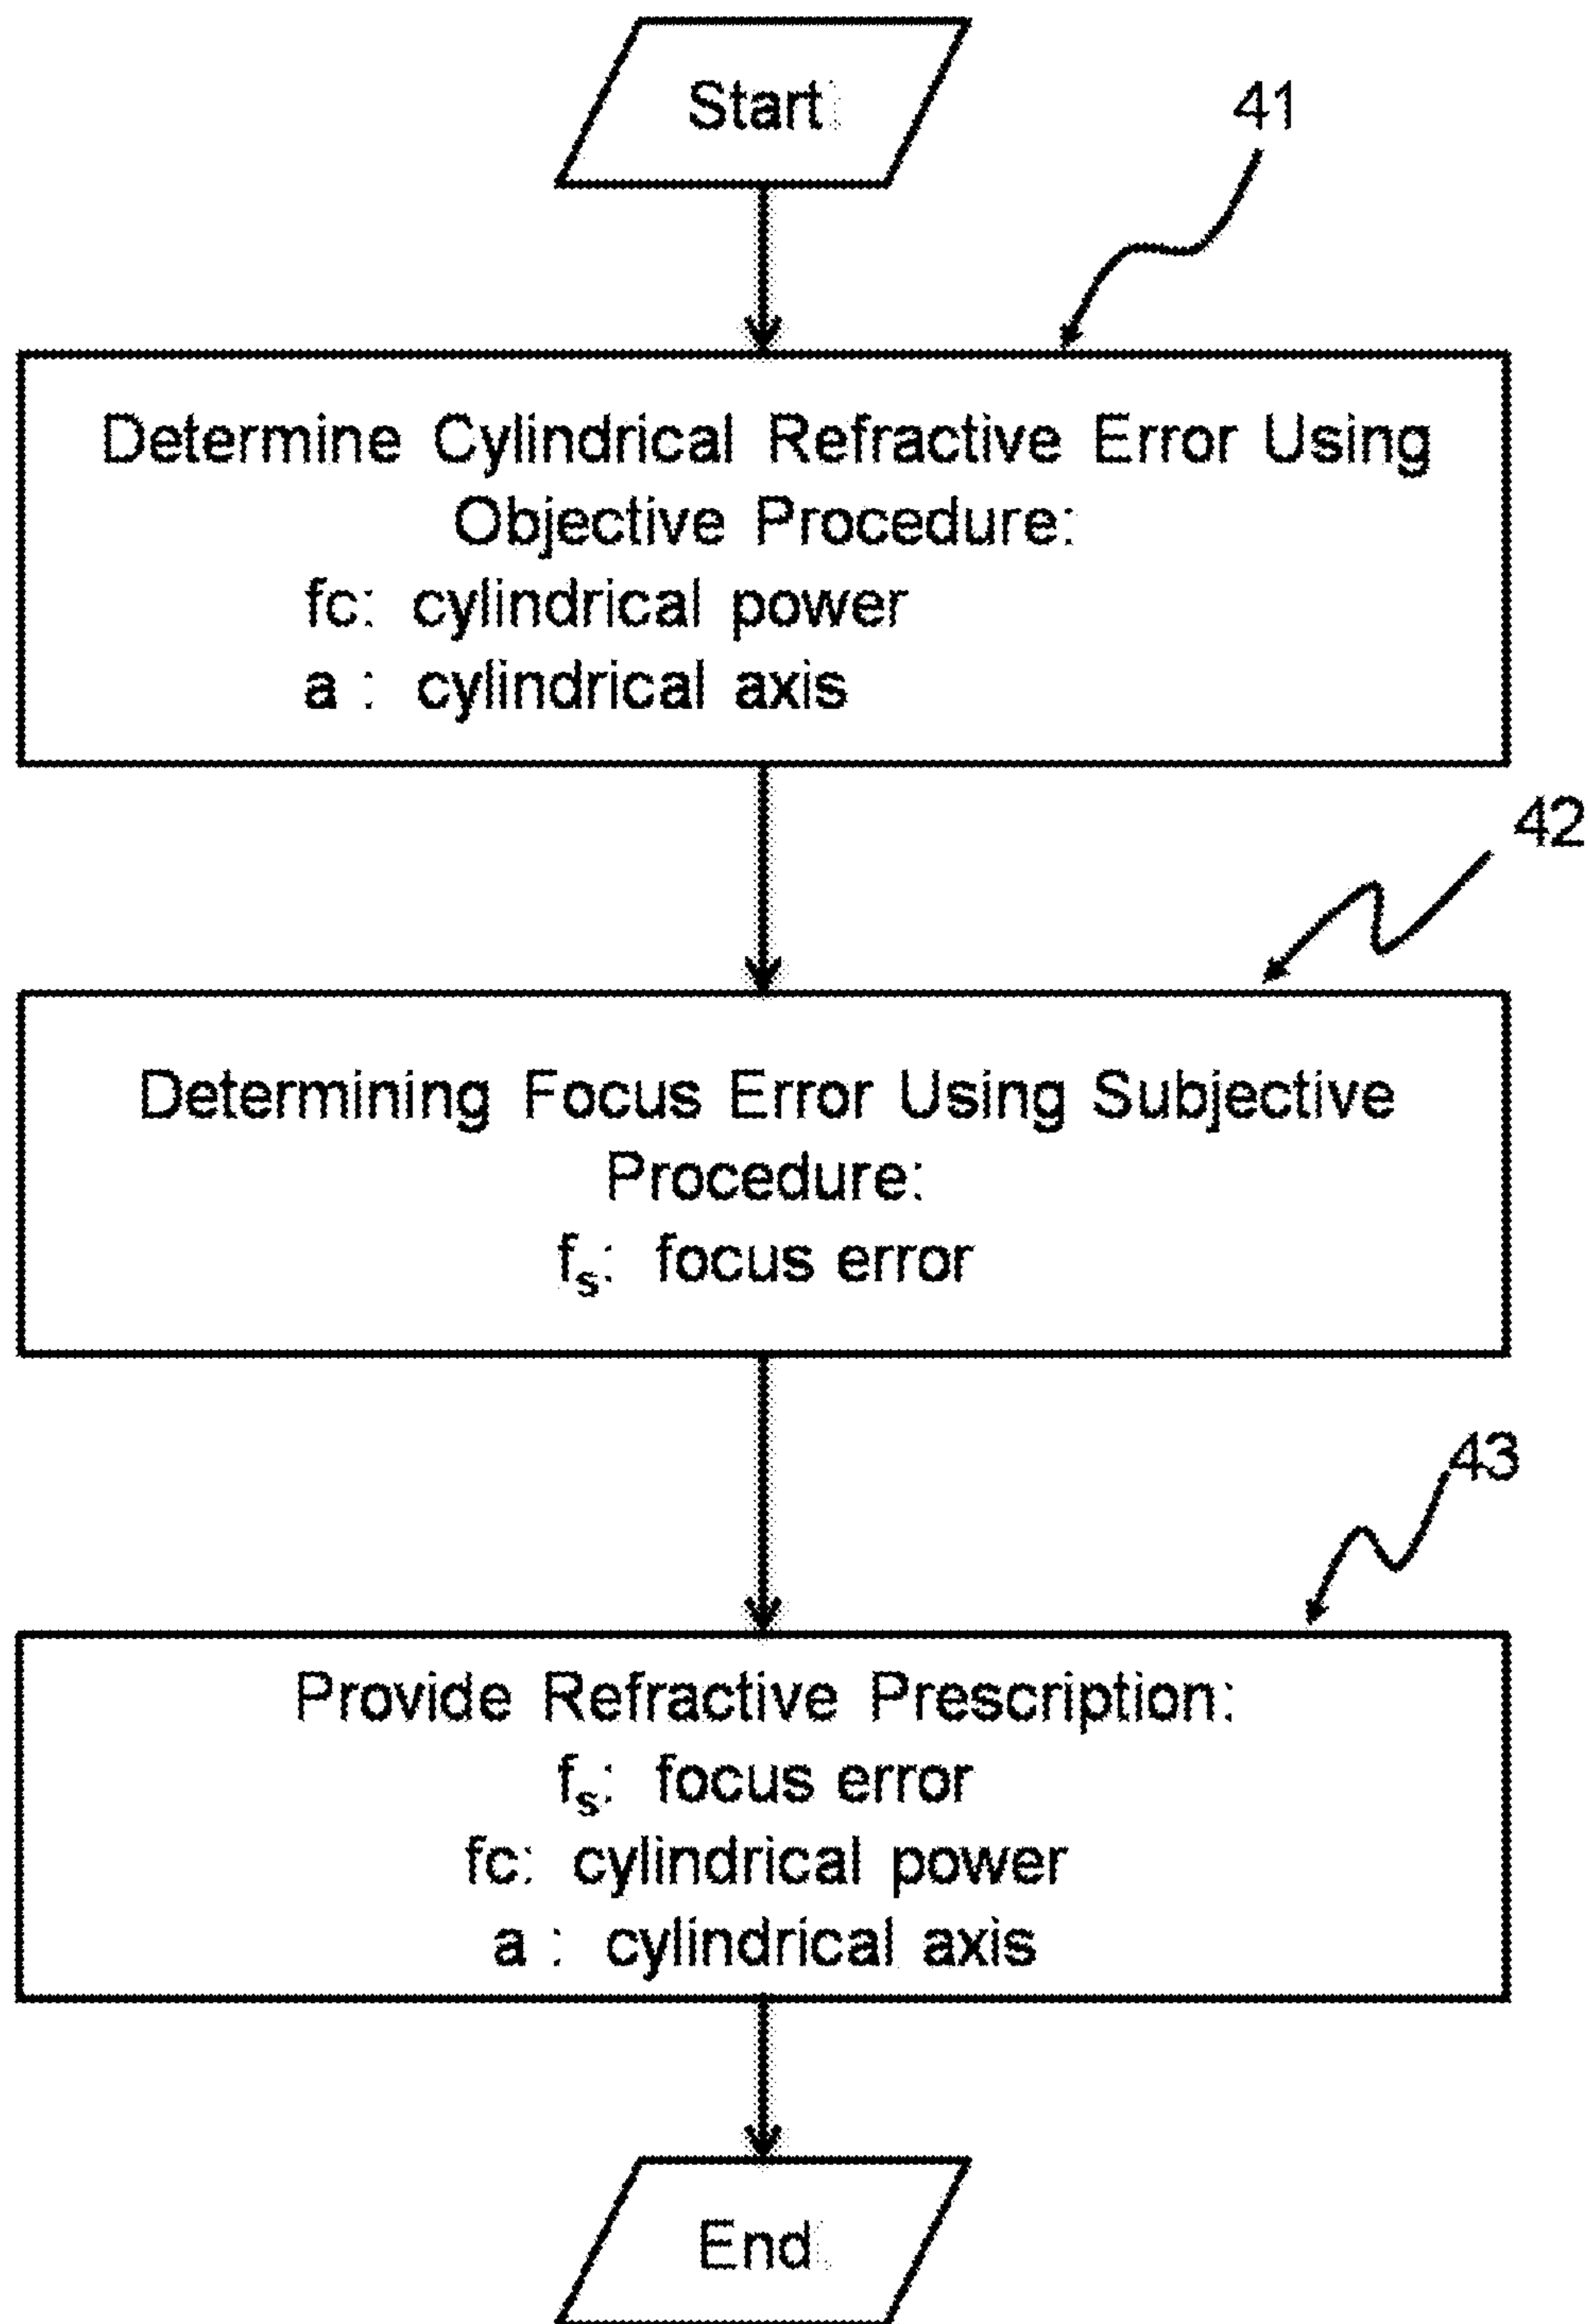 Start
41
Determine Cylindrical Refractive Error Using
Objective Procedure:
fc: cylindrical power
a : cylindrical axis
42
Determining Focus Error Using Subjective
Procedure:
fs: focus error
43
Provide Refractive Prescription:
fs: focus error
fc: cylindrical power
a : cylindrical axis
End